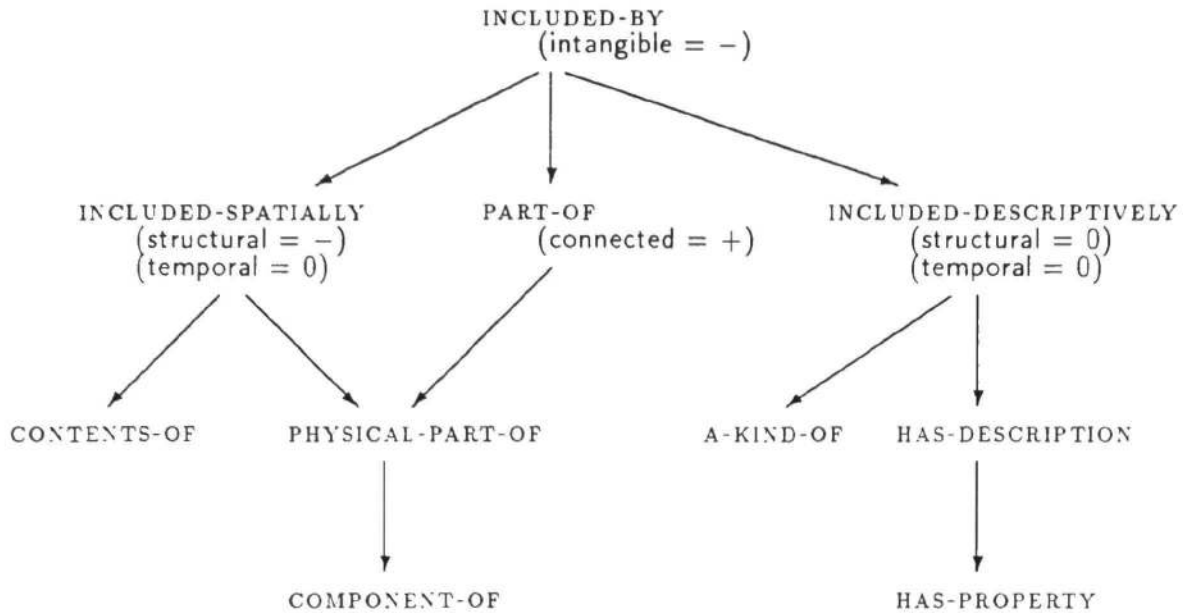 INCLUDED-BY
(intangible = −)
INCLUDED-SPATIALLY
(structural = −)
(temporal = 0)
PART-OF
(connected = +)
INCLUDED-DESCRIPTIVELY
(structural = 0)
(temporal = 0)
CONTENTS-OF
PHYSICAL-PART-OF
A-KIND-OF
HAS-DESCRIPTION
COMPONENT-OF
HAS-PROPERTY